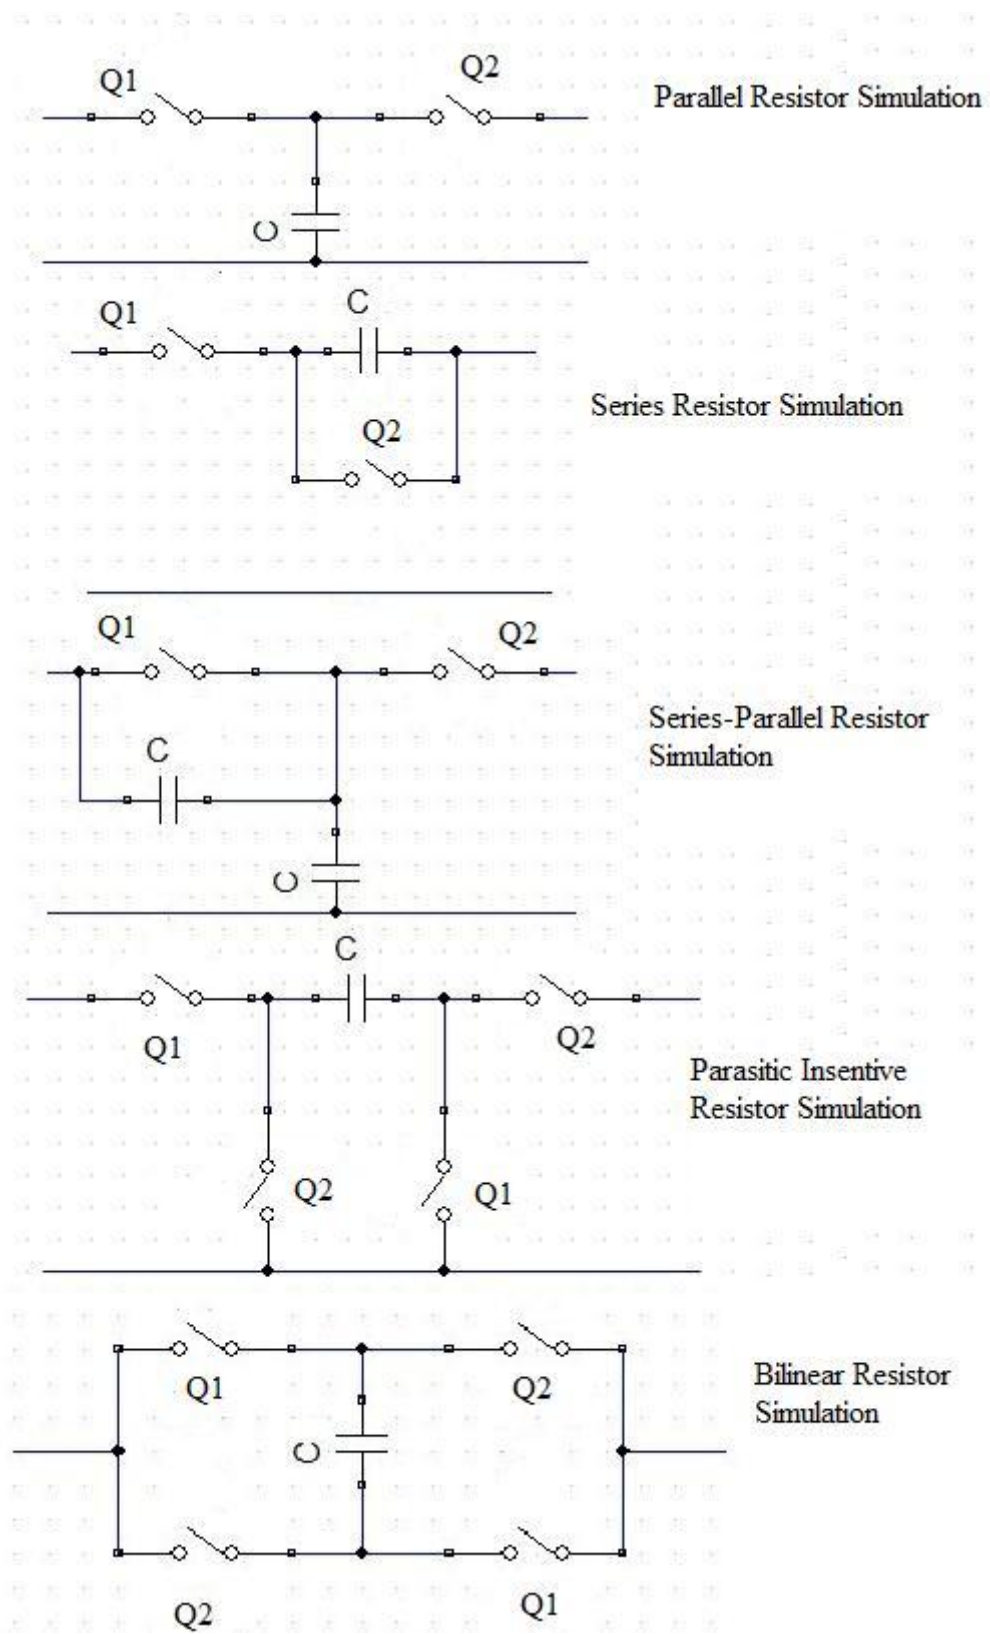 Q1
Q2
Parallel Resistor Simulation
C
Q1
C
Series Resistor Simulation
Q2
Q1
Q2
Series-Parallel Resistor
Simulation
C
C
C
Q1
Q2
Parasitic Insentive
Resistor Simulation
Q2
Q1
Q1
Q2
Bilinear Resistor
Simulation
C
Q2
Q1